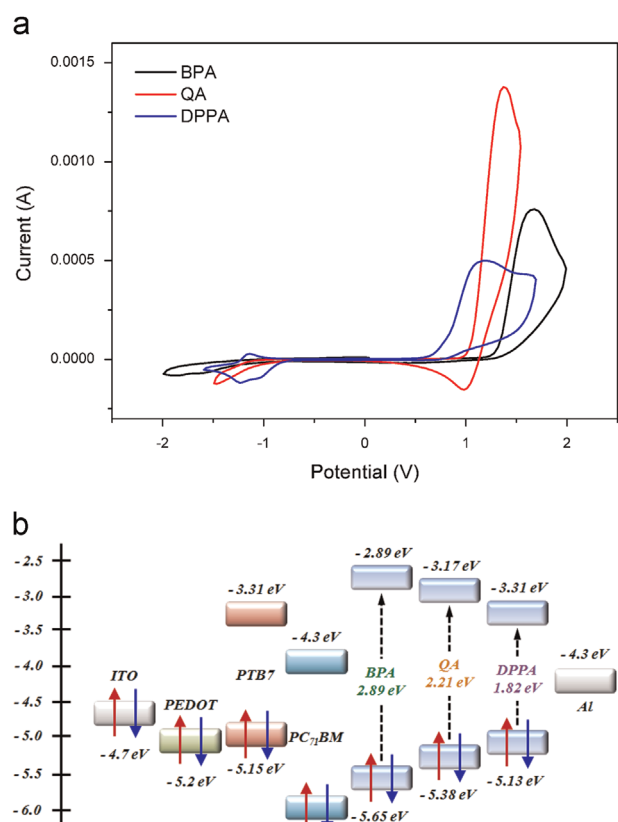 a
0.0015
0.0010
0.0005
0.0000
Current (A)
BPA
QA
DPPA
-2 -1 0 1 2
Potential (V)
b
- 2.5
- 3.0
- 3.5
- 4.0
- 4.5
- 5.0
- 5.5
- 6.0
ITO
- 4.7 eV
PEDOT
- 5.2 eV
- 3.31 eV
PTB7
- 5.15 eV
- 4.3 eV
PC71BM
- 2.89 eV
BPA
2.89 eV
- 5.65 eV
- 3.17 eV
QA
2.21 eV
- 5.38 eV
- 3.31 eV
DPPA
1.82 eV
- 5.13 eV
- 4.3 eV
Al